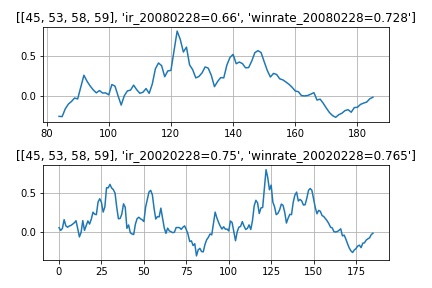 [[45, 53, 58, 59], 'ir_20080228=0.66', 'winrate_20080228=0.728']
0.5
0.0
80 100 120 140 160 180
[[45, 53, 58, 59], 'ir_20020228=0.75', 'winrate_20020228=0.765']
0.5
0.0
0 25 50 75 100 125 150 175